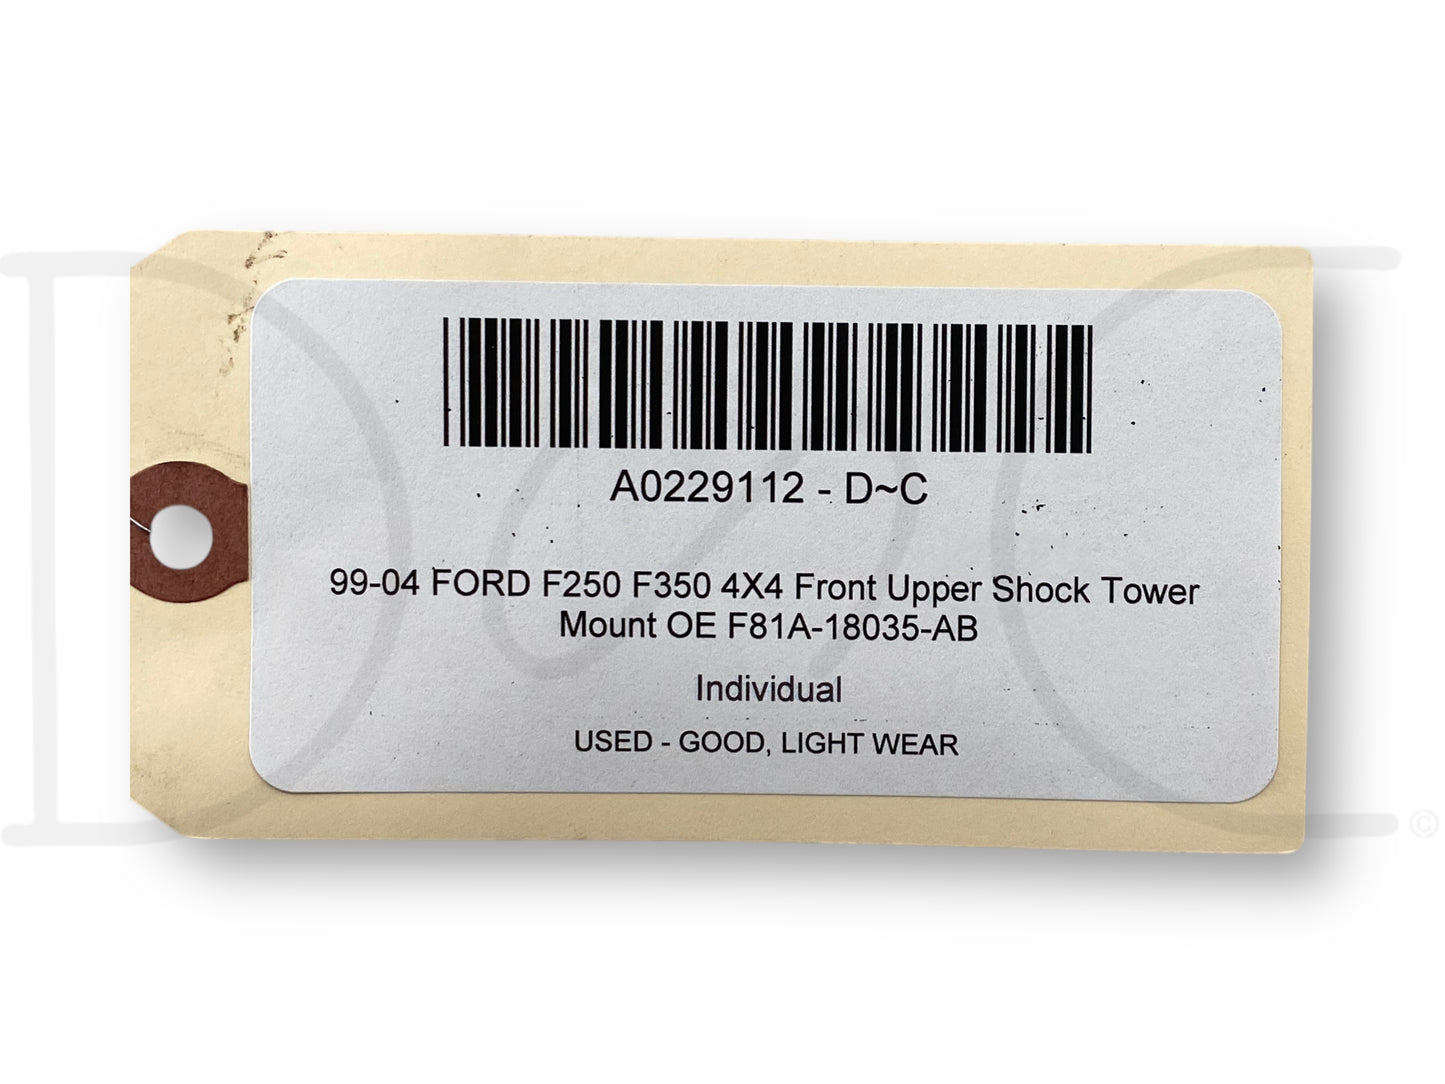 A0229112 - D~C
99-04 FORD F250 F350 4X4 Front Upper Shock Tower
Mount OE F81A-18035-AB
Individual
USED - GOOD, LIGHT WEAR
D~C
©